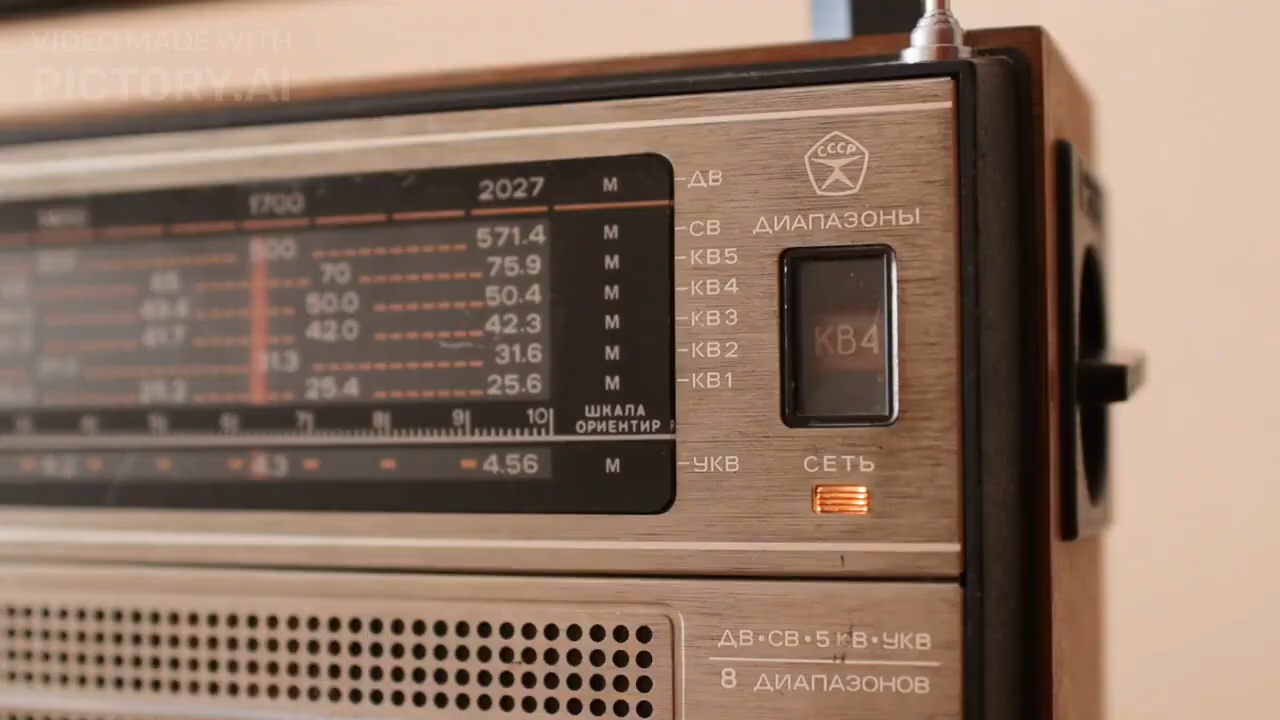 VIDEO MADE WITH
PICTORY.AI
СССР
ДИАПАЗОНЫ
1700 2027 М ДВ
571.4 М СВ
70 75.9 М КВ5
50.0 50.4 М КВ4
42.0 42.3 М КВ3
31.6 М КВ2
25.4 25.6 М КВ1
КВ4
7 8 9 10 ШКАЛА
ОРИЕНТИР
4.56 М УКВ
СЕТЬ
ДВ•СВ•5 КВ•УКВ
8 ДИАПАЗОНОВ